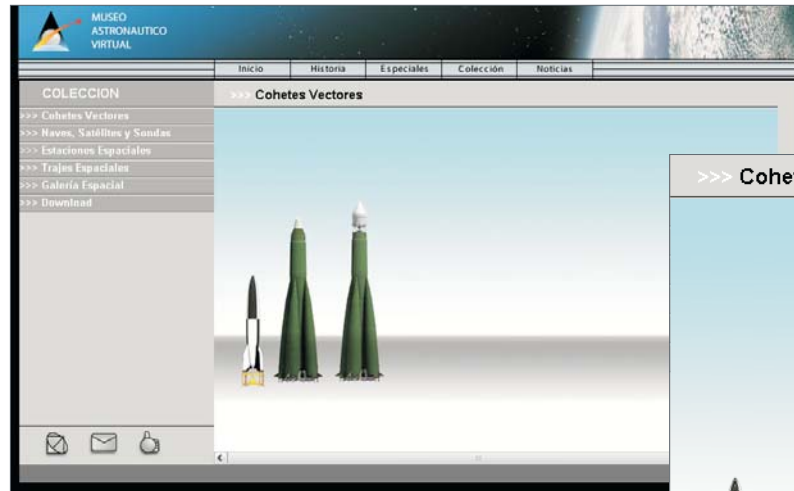 MUSEO
ASTRONAUTICO
VIRTUAL
Inicio Historia Especiales Colección Noticias
COLECCION
>>> Cohetes Vectores
>>> Cohetes Vectores
>>> Naves, Satélites y Sondas
>>> Estaciones Espaciales
>>> Trajes Espaciales
>>> Galería Espacial
>>> Download
>>> Cohe